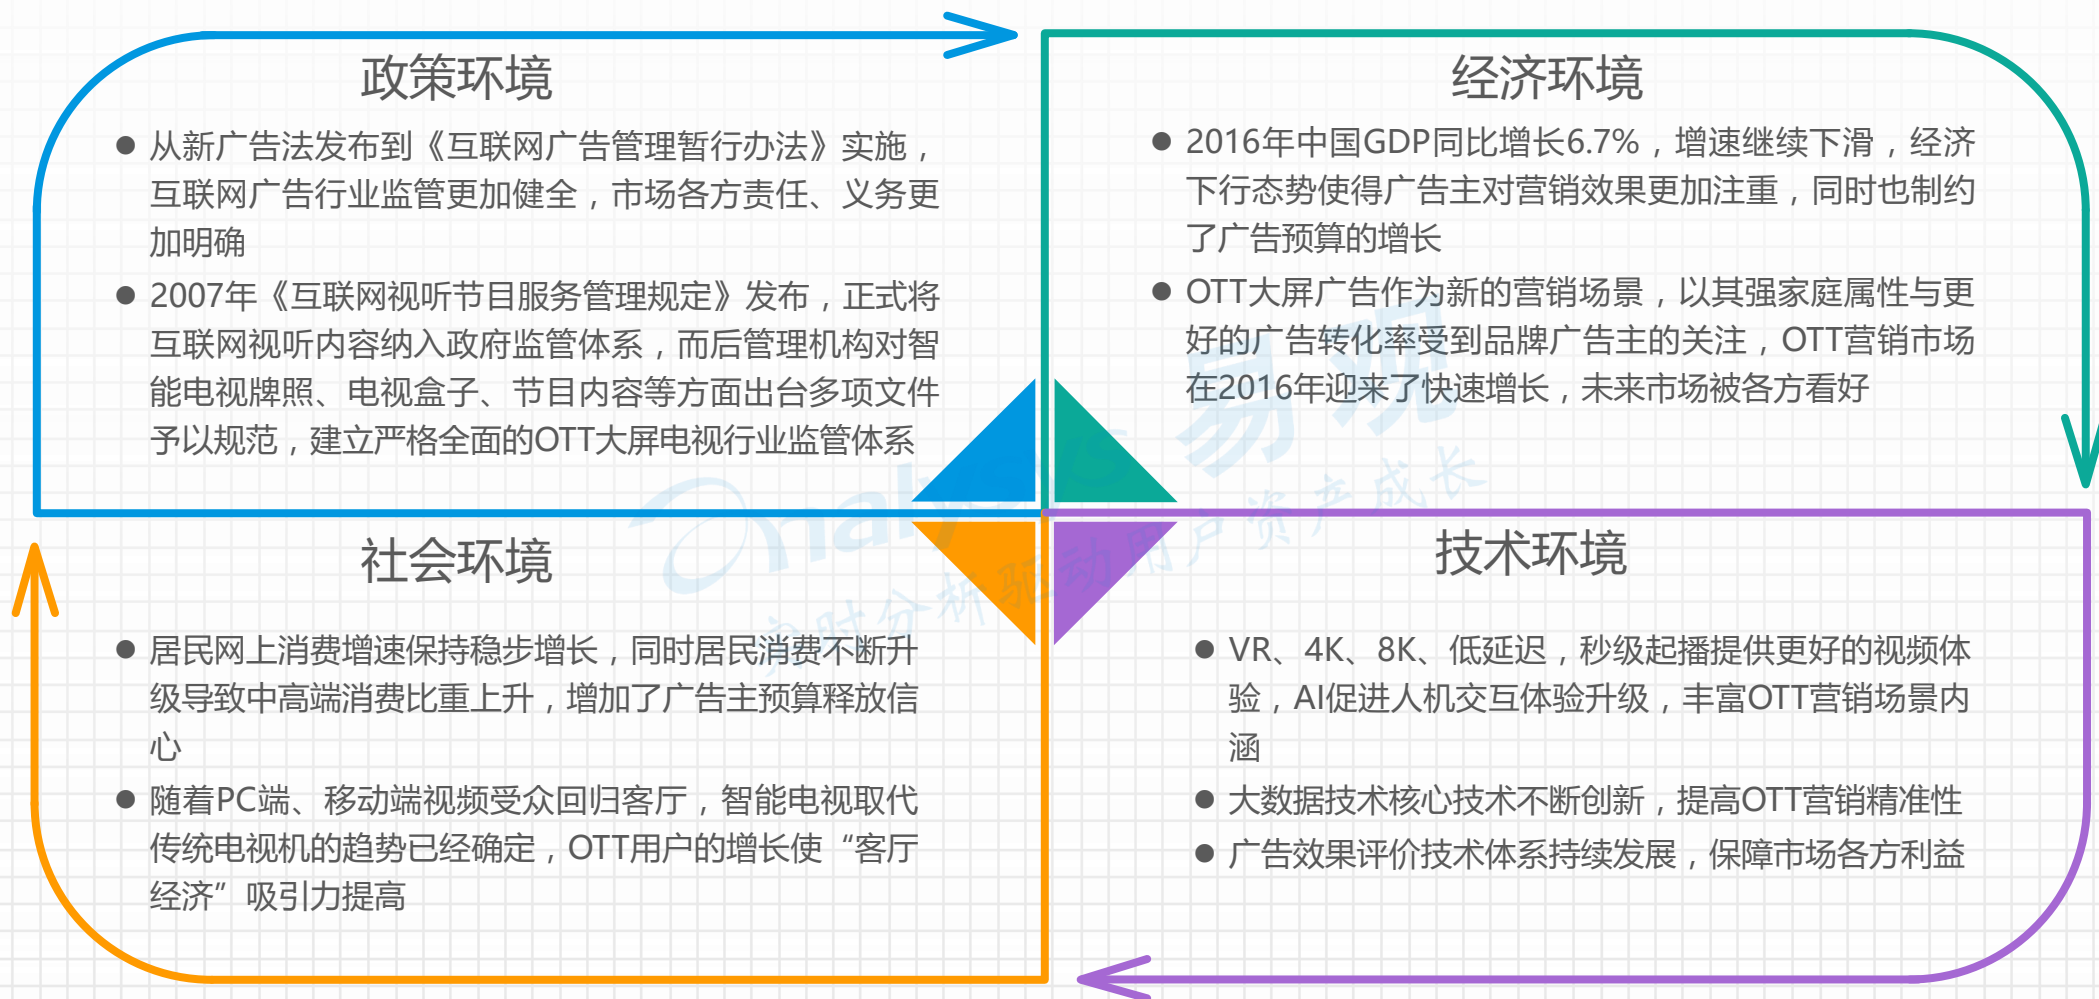 政策环境
● 从新广告法发布到《互联网广告管理暂行办法》实施，
互联网广告行业监管更加健全，市场各方责任、义务更
加明确
● 2007年《互联网视听节目服务管理规定》发布，正式将
互联网视听内容纳入政府监管体系，而后管理机构对智
能电视牌照、电视盒子、节目内容等方面出台多项文件
予以规范，建立严格全面的OTT大屏电视行业监管体系
经济环境
● 2016年中国GDP同比增长6.7%，增速继续下滑，经济
下行态势使得广告主对营销效果更加注重，同时也制约
了广告预算的增长
● OTT大屏广告作为新的营销场景，以其强家庭属性与更
好的广告转化率受到品牌广告主的关注，OTT营销市场
在2016年迎来了快速增长，未来市场被各方看好
社会环境
● 居民网上消费增速保持稳步增长，同时居民消费不断升
级导致中高端消费比重上升，增加了广告主预算释放信
心
● 随着PC端、移动端视频受众回归客厅，智能电视取代
传统电视机的趋势已经确定，OTT用户的增长使“客厅
经济”吸引力提高
技术环境
● VR、4K、8K、低延迟，秒级起播提供更好的视频体
验，AI促进人机交互体验升级，丰富OTT营销场景内
涵
● 大数据技术核心技术不断创新，提高OTT营销精准性
● 广告效果评价技术体系持续发展，保障市场各方利益
Analysys 易观
实时分析驱动用户资产成长